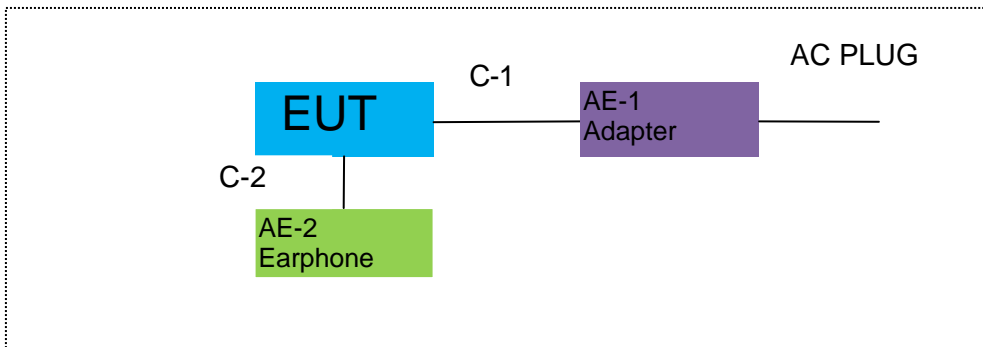 AC PLUG
C-1
EUT
AE-1
Adapter
C-2
AE-2
Earphone